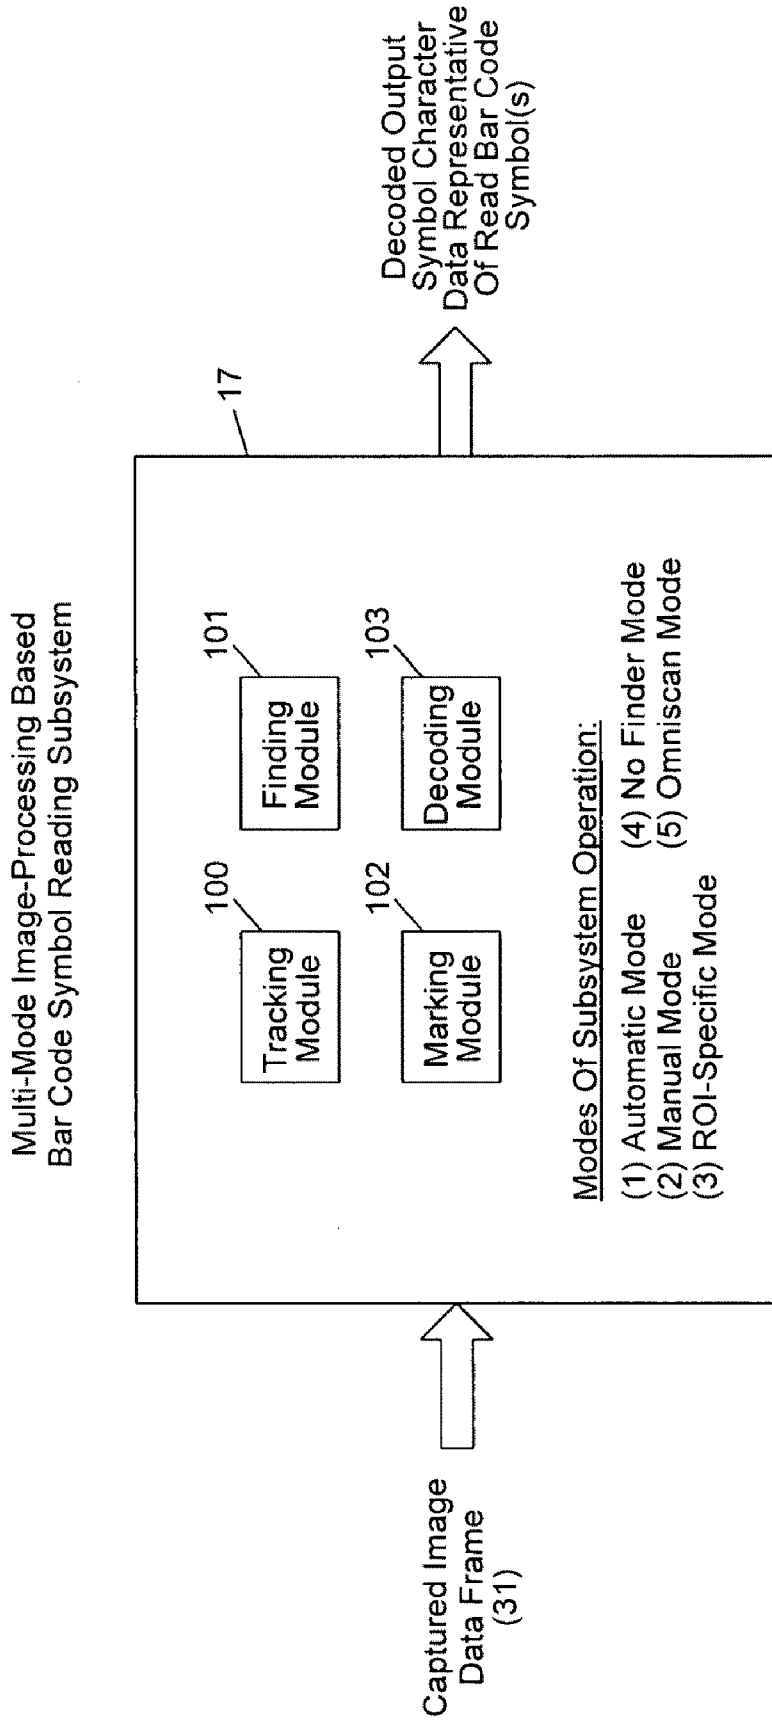 Multi-Mode Image-Processing Based
Bar Code Symbol Reading Subsystem
17
Captured Image
Data Frame
(31)
100
Tracking
Module
101
Finding
Module
102
Marking
Module
103
Decoding
Module
Modes Of Subsystem Operation:
(1) Automatic Mode
(2) Manual Mode
(3) ROI-Specific Mode
(4) No Finder Mode
(5) Omniscan Mode
Decoded Output
Symbol Character
Data Representative
Of Read Bar Code
Symbol(s)